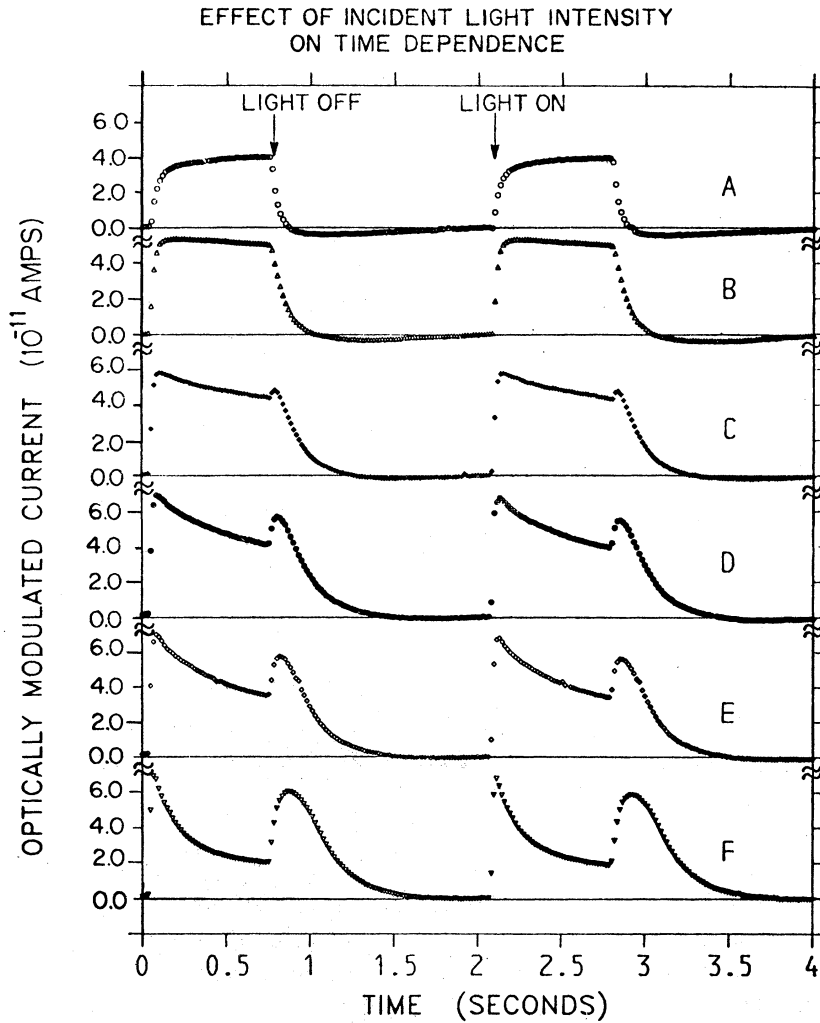 EFFECT OF INCIDENT LIGHT INTENSITY
ON TIME DEPENDENCE
LIGHT OFF
LIGHT ON
6.0
4.0
2.0
0.0
A
4.0
2.0
0.0
B
6.0
4.0
2.0
0.0
C
6.0
4.0
2.0
0.0
D
6.0
4.0
2.0
0.0
E
6.0
4.0
2.0
0.0
F
OPTICALLY MODULATED CURRENT (10⁻¹¹ AMPS)
0 0.5 1 1.5 2 2.5 3 3.5 4
TIME (SECONDS)